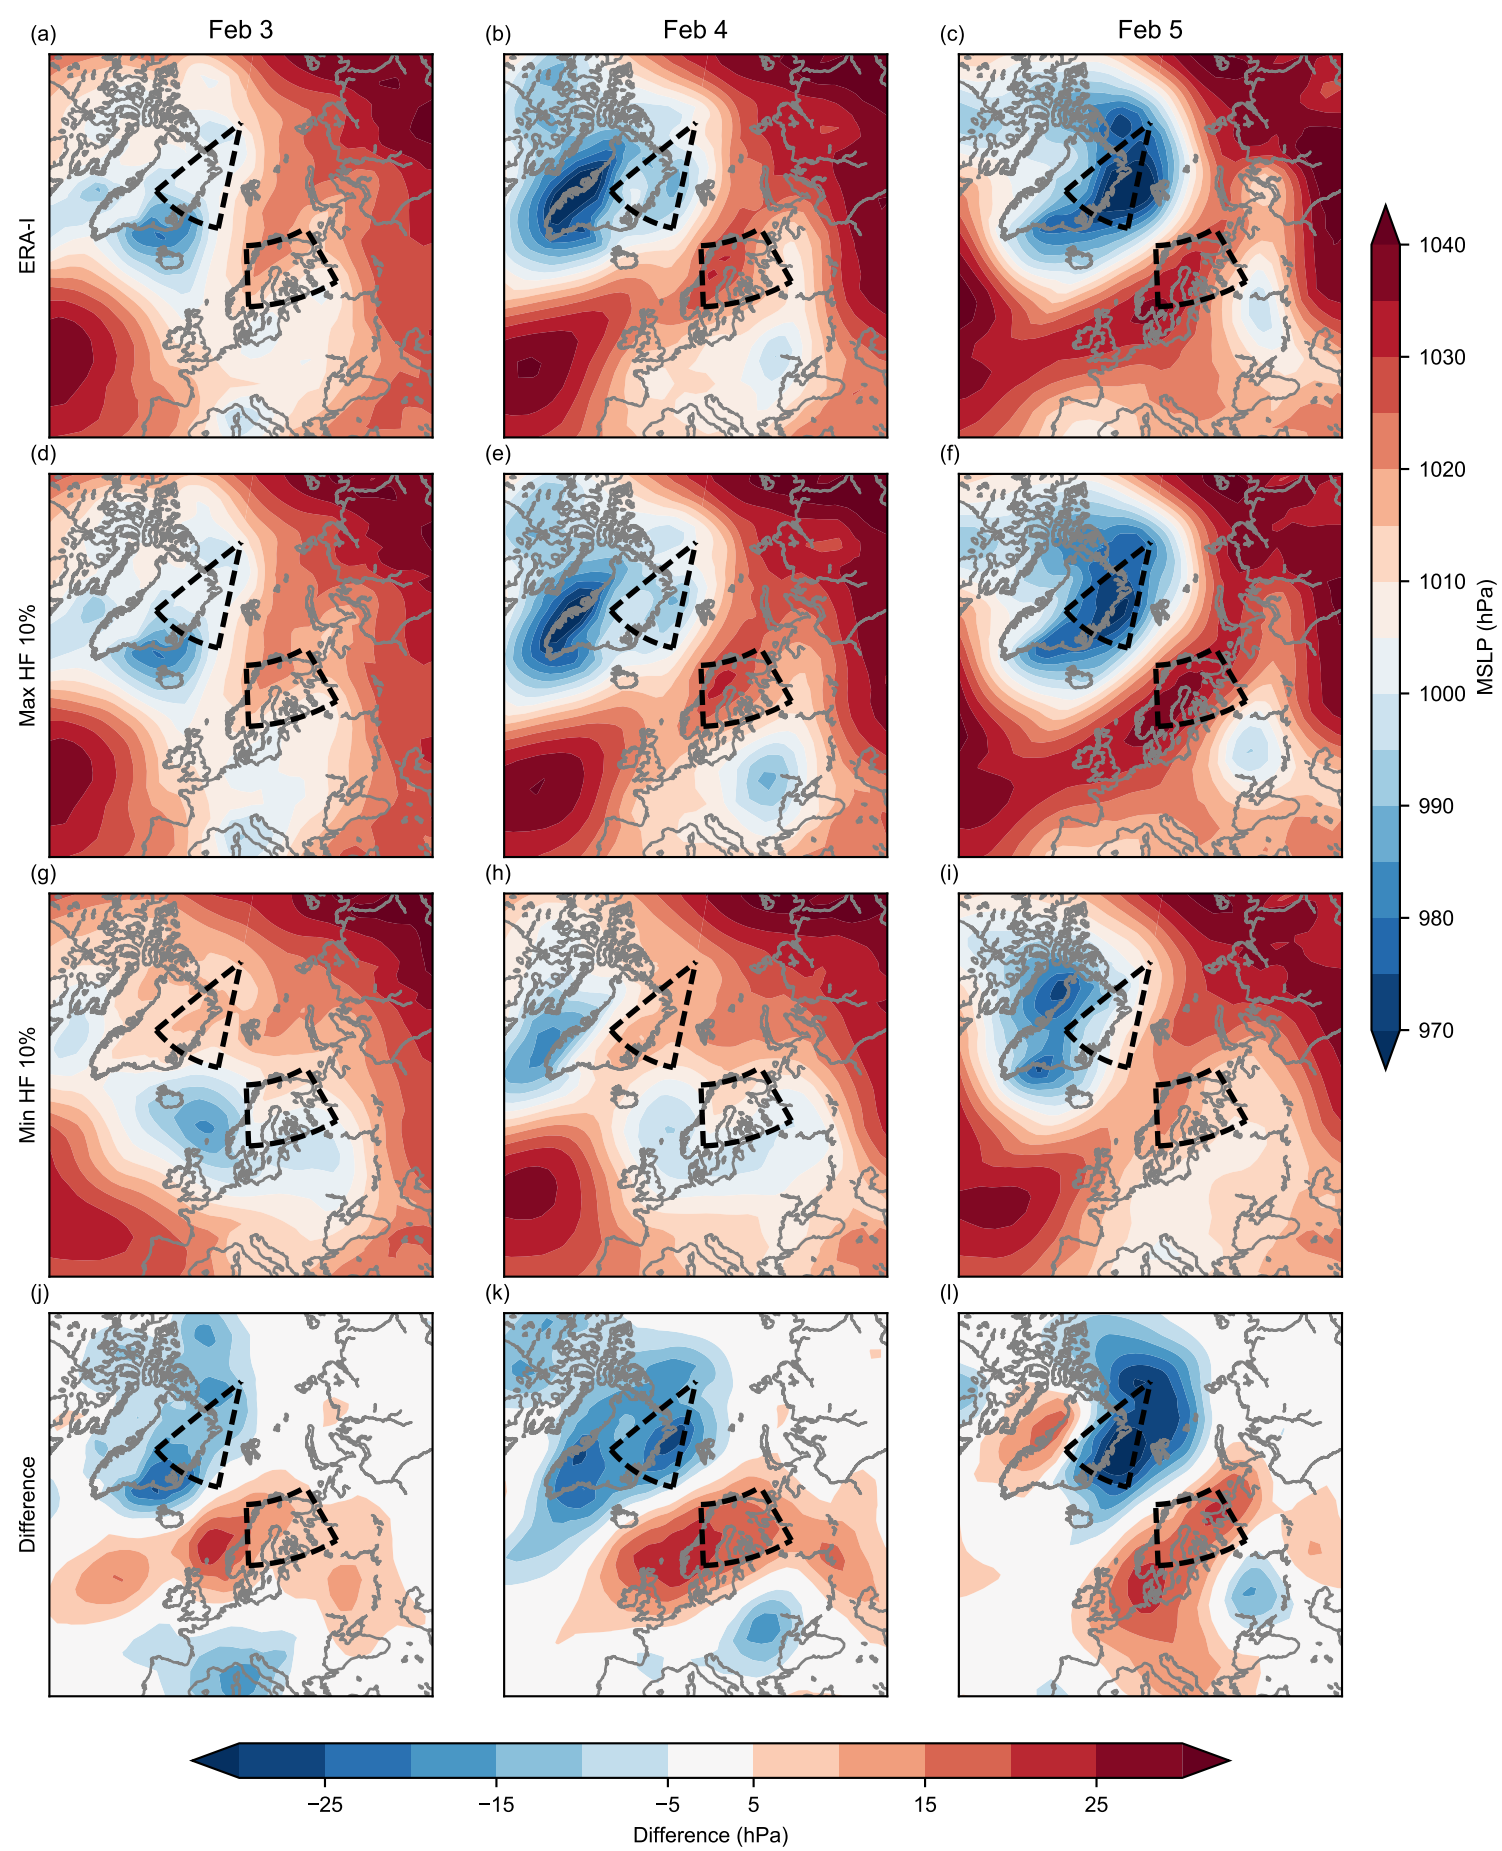 (a) Feb 3
(b) Feb 4
(c) Feb 5
ERA-I
(d)
(e)
(f)
Max HF 10%
(g)
(h)
(i)
Min HF 10%
(j)
(k)
(l)
Difference
1040
1030
1020
1010
1000
990
980
970
MSLP (hPa)
−25 −15 −5 5 15 25
Difference (hPa)